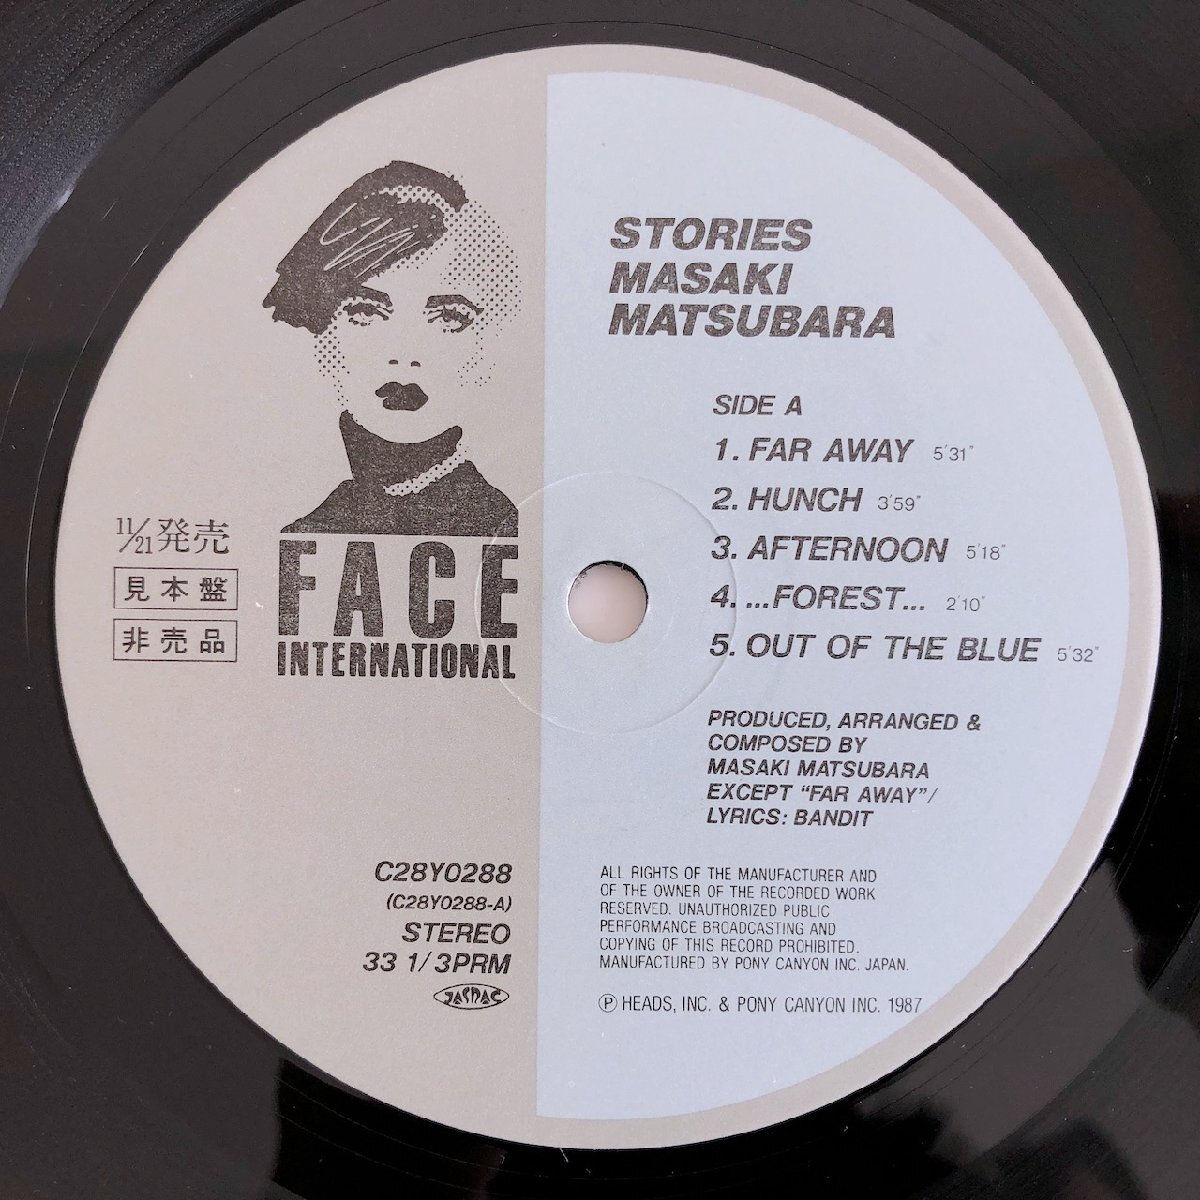 11/21発売
見本盤
非売品
FACE
INTERNATIONAL
C28Y0288
(C28Y0288-A)
STEREO
33 1/3PRM
JASRAC
STORIES
MASAKI
MATSUBARA
SIDE A
1. FAR AWAY 5'31"
2. HUNCH 3'59"
3. AFTERNOON 5'18"
4. ...FOREST... 2'10"
5. OUT OF THE BLUE 5'32"
PRODUCED, ARRANGED &
COMPOSED BY
MASAKI MATSUBARA
EXCEPT “FAR AWAY”/
LYRICS: BANDIT
ALL RIGHTS OF THE MANUFACTURER AND
OF THE OWNER OF THE RECORDED WORK
RESERVED. UNAUTHORIZED PUBLIC
PERFORMANCE BROADCASTING AND
COPYING OF THIS RECORD PROHIBITED.
MANUFACTURED BY PONY CANYON INC. JAPAN.
Ⓟ HEADS, INC. & PONY CANYON INC. 1987